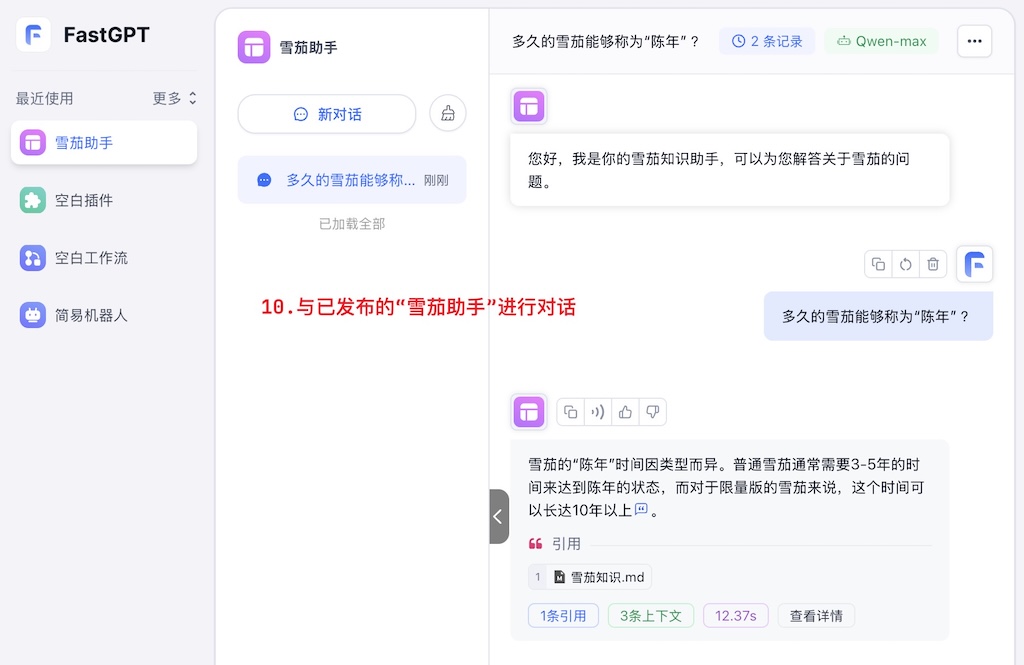 FastGPT
最近使用
更多
雪茄助手
空白插件
空白工作流
简易机器人
雪茄助手
新对话
多久的雪茄能够称... 刚刚
已加载全部
10.与已发布的“雪茄助手”进行对话
多久的雪茄能够称为“陈年”？
2 条记录
Qwen-max
您好，我是你的雪茄知识助手，可以为您解答关于雪茄的问
题。
多久的雪茄能够称为“陈年”？
雪茄的“陈年”时间因类型而异。普通雪茄通常需要3-5年的时
间来达到陈年的状态，而对于限量版的雪茄来说，这个时间可
以长达10年以上。
引用
1 雪茄知识.md
1条引用
3条上下文
12.37s
查看详情